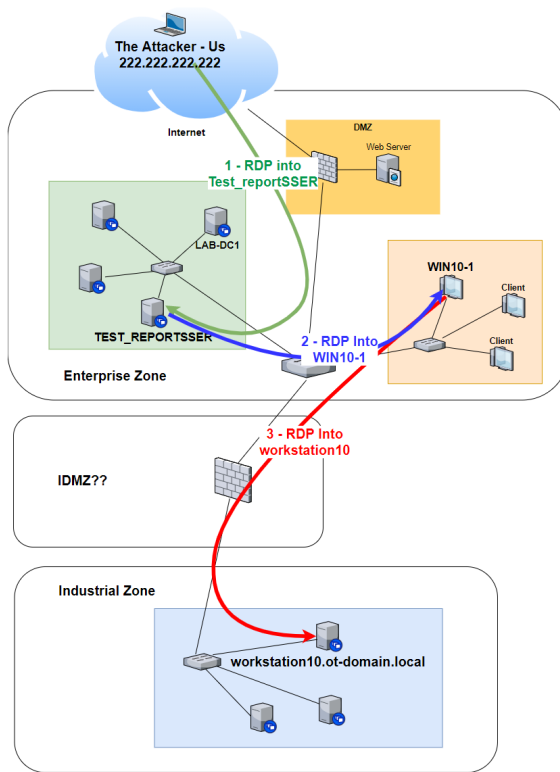 The Attacker - Us
222.222.222.222
Internet
DMZ
Web Server
1 - RDP into
Test_reportSSER
LAB-DC1
TEST_REPORTSSER
WIN10-1
Client
Client
2 - RDP Into
WIN10-1
Enterprise Zone
3 - RDP Into
workstation10
IDMZ??
Industrial Zone
workstation10.ot-domain.local